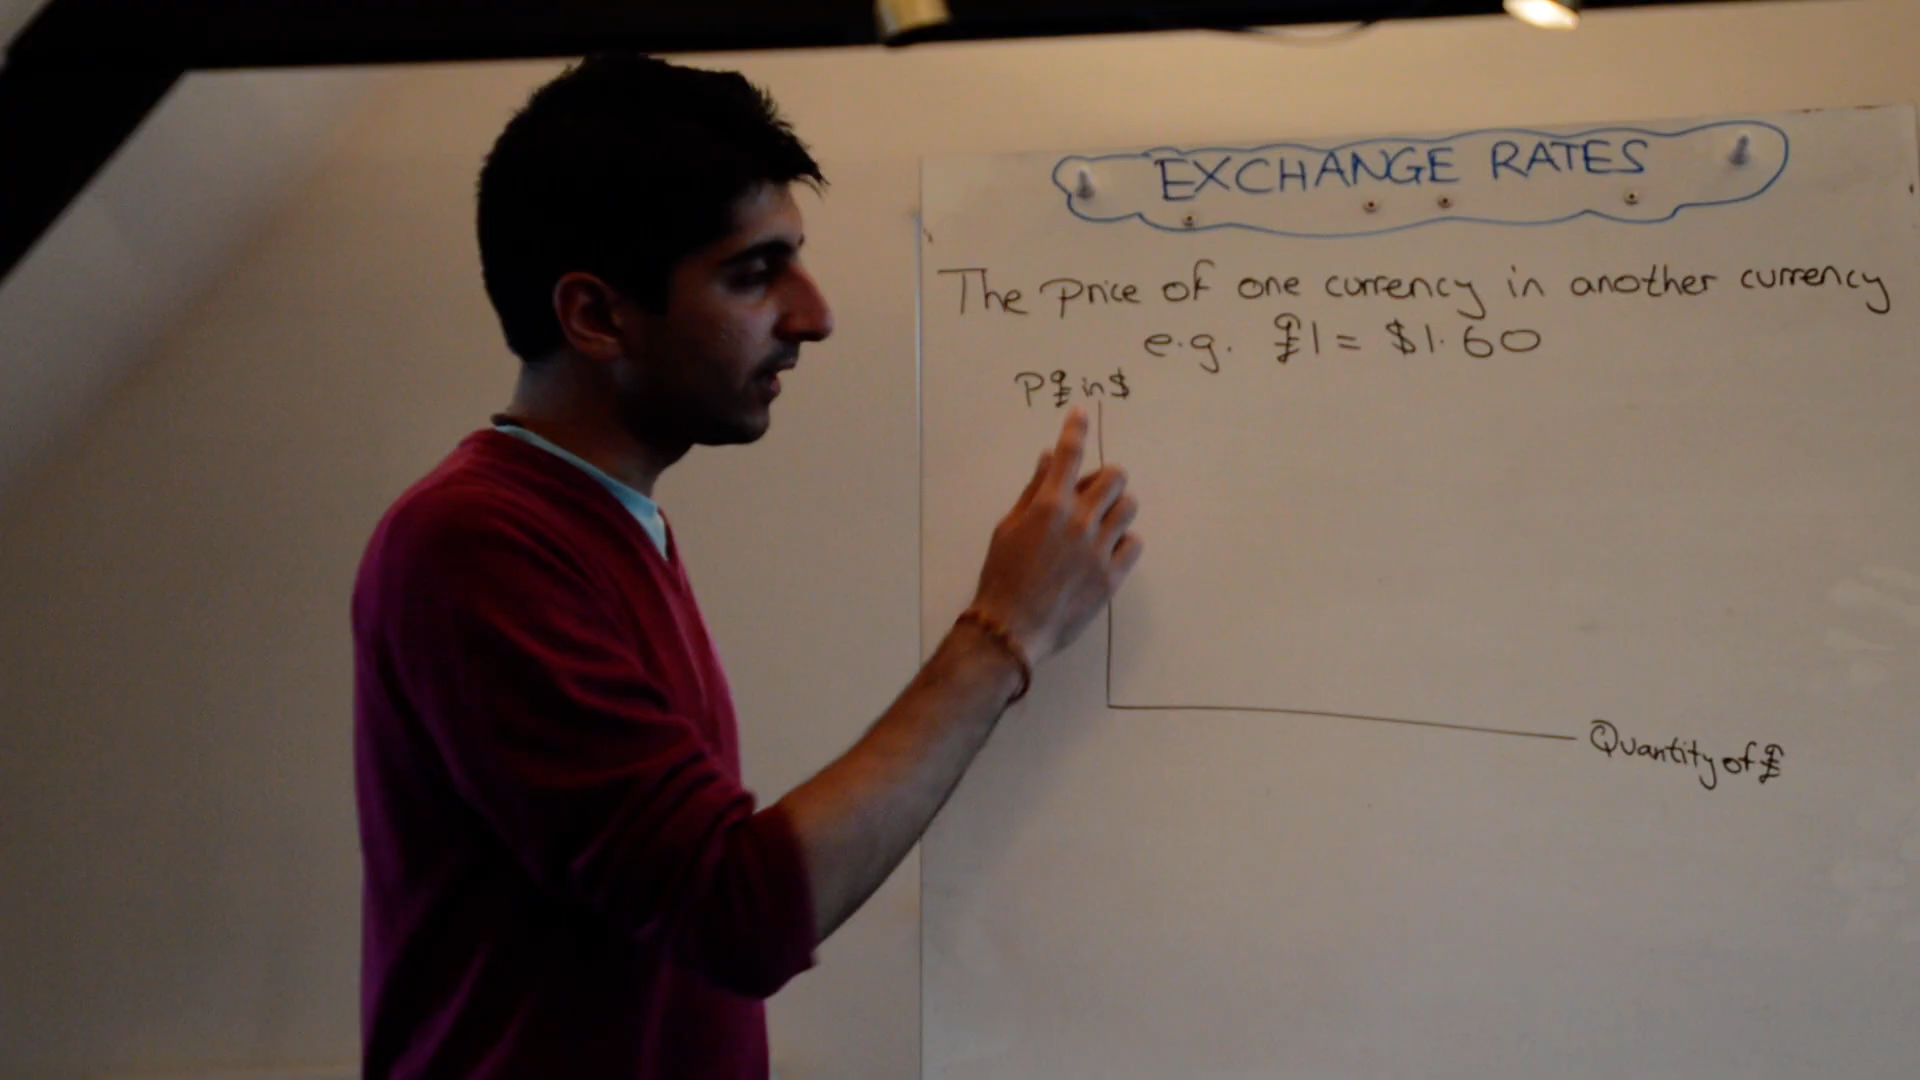 EXCHANGE RATES
The price of one currency in another currency
e.g. £1 = $1.60
P£ in $
Quantity of £